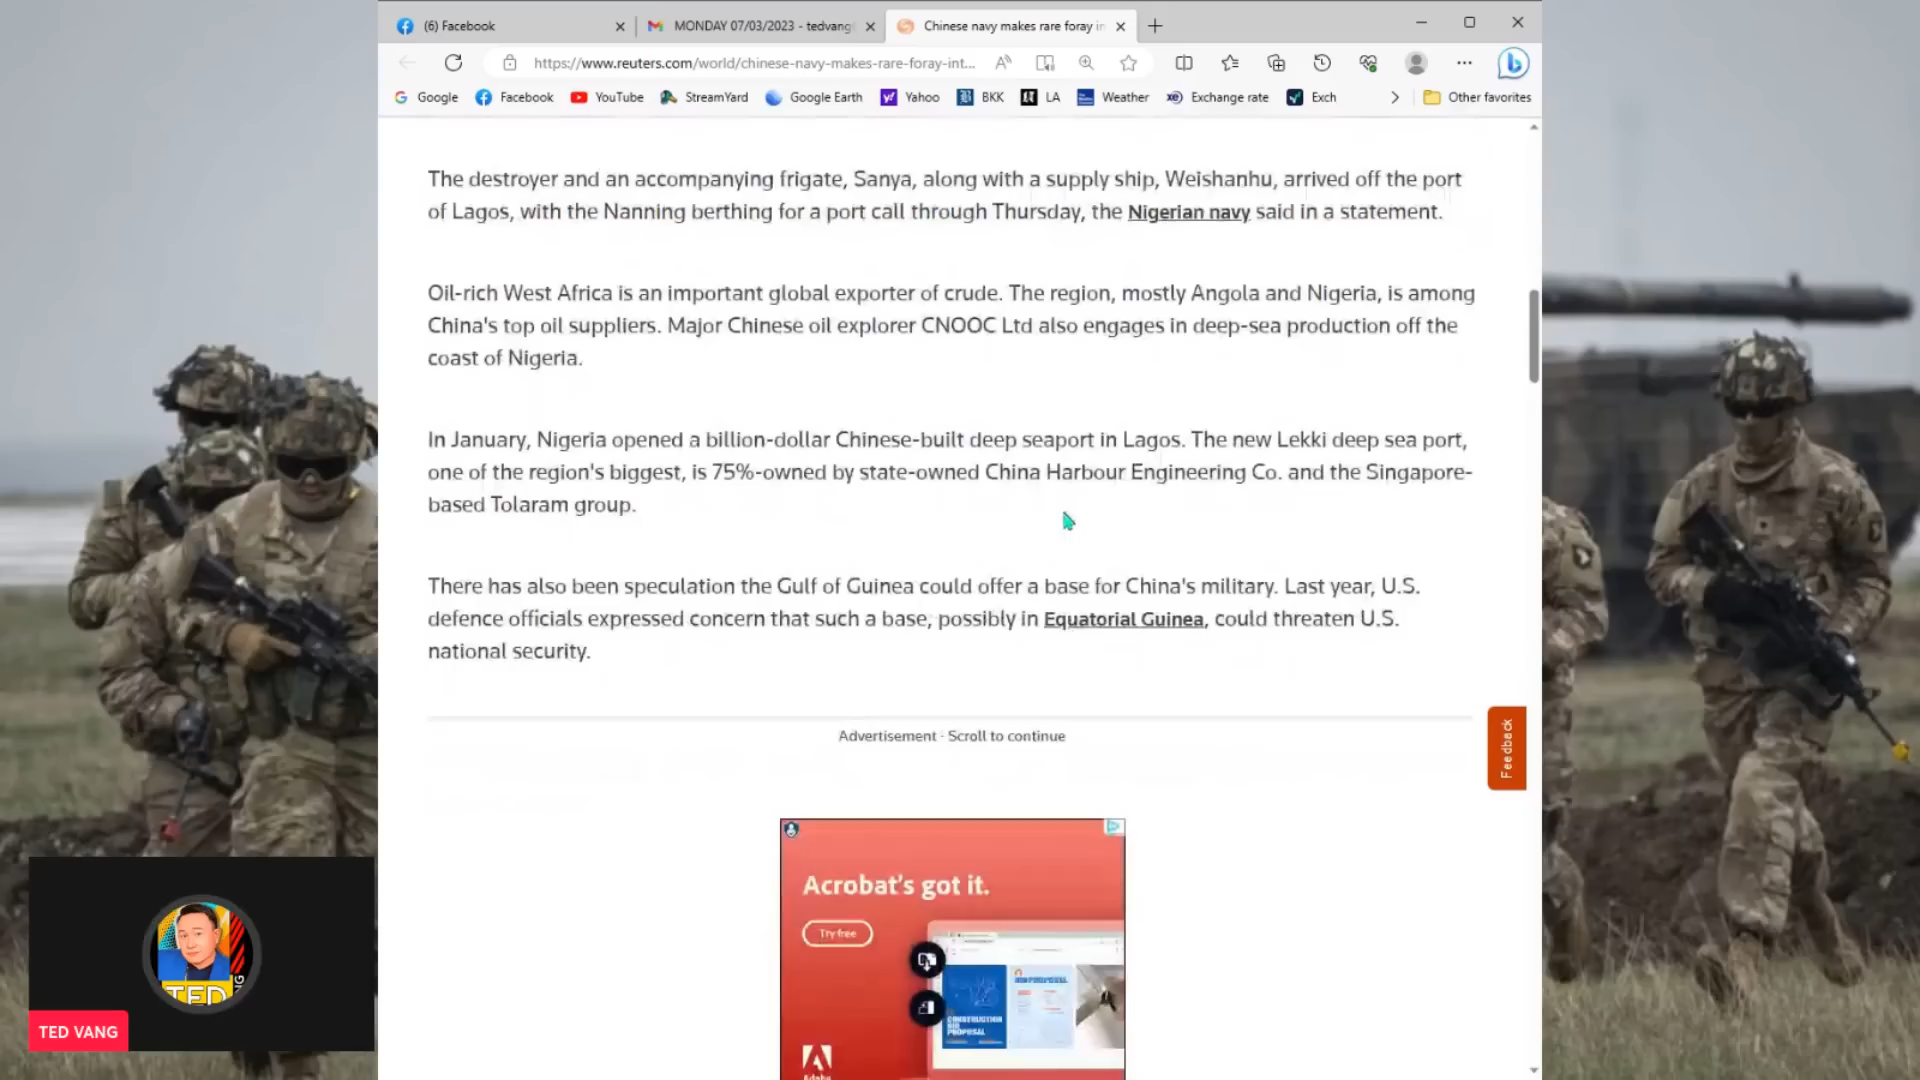 (6) Facebook
MONDAY 07/03/2023 - tedvang
Chinese navy makes rare foray in
https://www.reuters.com/world/chinese-navy-makes-rare-foray-int...
Google
Facebook
YouTube
StreamYard
Google Earth
Yahoo
BKK
LA
Weather
Exchange rate
Exch
Other favorites
The destroyer and an accompanying frigate, Sanya, along with a supply ship, Weishanhu, arrived off the port
of Lagos, with the Nanning berthing for a port call through Thursday, the Nigerian navy said in a statement.
Oil-rich West Africa is an important global exporter of crude. The region, mostly Angola and Nigeria, is among
China's top oil suppliers. Major Chinese oil explorer CNOOC Ltd also engages in deep-sea production off the
coast of Nigeria.
In January, Nigeria opened a billion-dollar Chinese-built deep seaport in Lagos. The new Lekki deep sea port,
one of the region's biggest, is 75%-owned by state-owned China Harbour Engineering Co. and the Singapore-
based Tolaram group.
There has also been speculation the Gulf of Guinea could offer a base for China's military. Last year, U.S.
defence officials expressed concern that such a base, possibly in Equatorial Guinea, could threaten U.S.
national security.
Feedback
Advertisement · Scroll to continue
Acrobat's got it.
Try free
CONSTRUCTION
BID
PROPOSAL
Adobe
TED
TED VANG